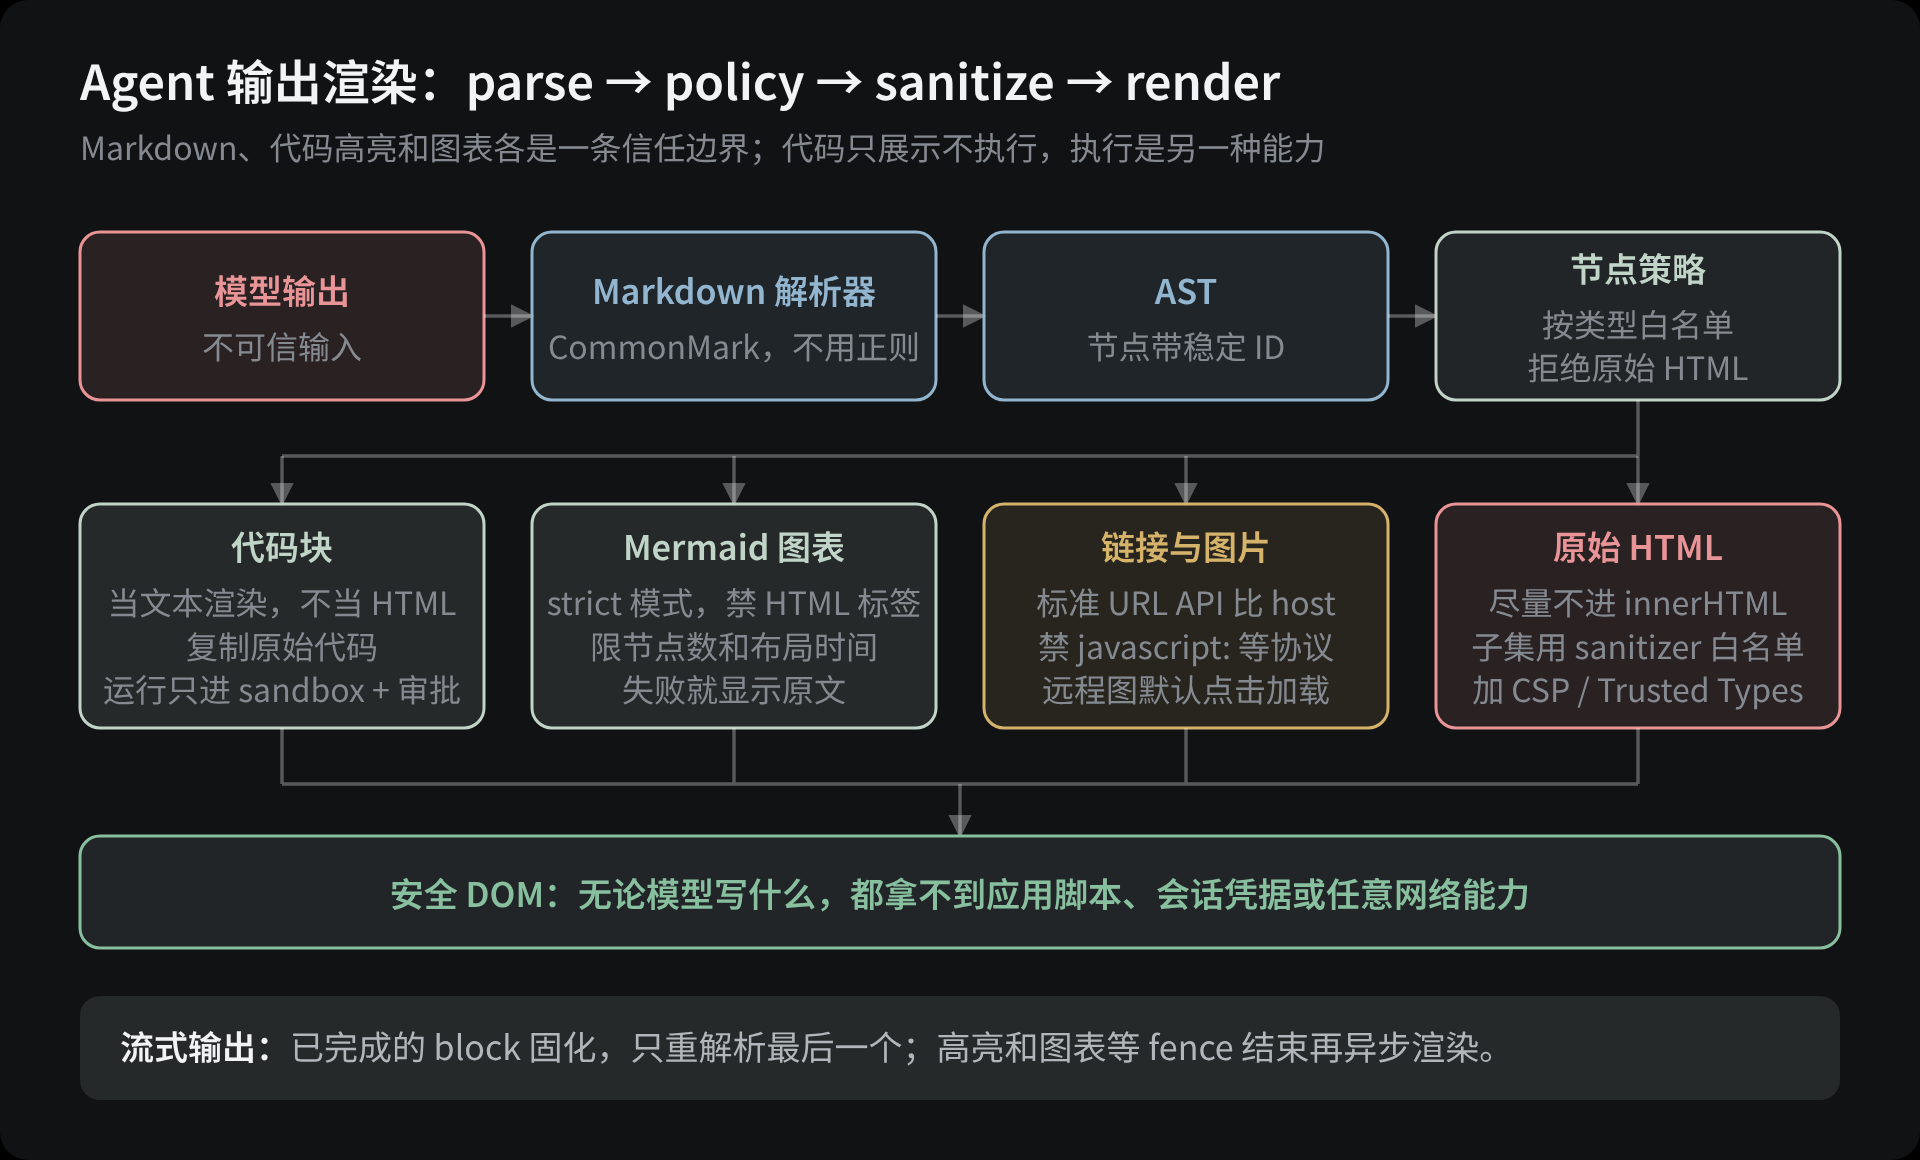 Agent 输出渲染：parse → policy → sanitize → render
Markdown、代码高亮和图表各是一条信任边界；代码只展示不执行，执行是另一种能力
模型输出
不可信输入
Markdown 解析器
CommonMark，不用正则
AST
节点带稳定 ID
节点策略
按类型白名单
拒绝原始 HTML
代码块
当文本渲染，不当 HTML
复制原始代码
运行只进 sandbox + 审批
Mermaid 图表
strict 模式，禁 HTML 标签
限节点数和布局时间
失败就显示原文
链接与图片
标准 URL API 比 host
禁 javascript: 等协议
远程图默认点击加载
原始 HTML
尽量不进 innerHTML
子集用 sanitizer 白名单
加 CSP / Trusted Types
安全 DOM：无论模型写什么，都拿不到应用脚本、会话凭据或任意网络能力
流式输出：已完成的 block 固化，只重解析最后一个；高亮和图表等 fence 结束再异步渲染。